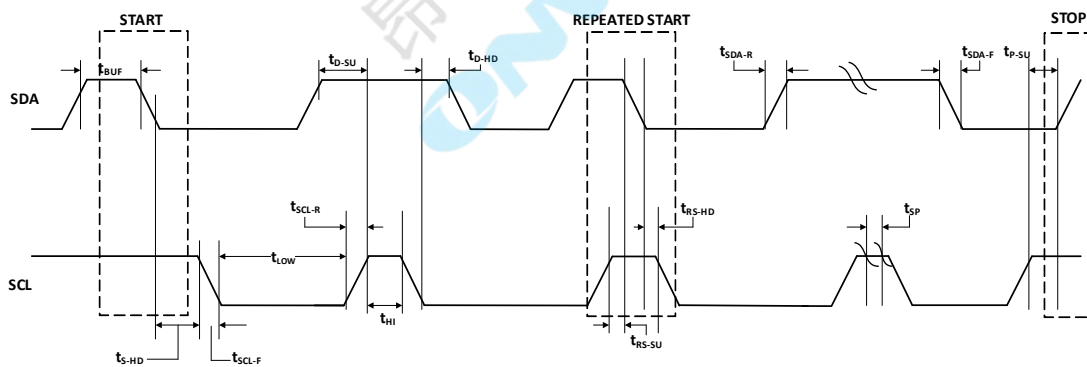 START
REPEATED START
STOP
tBUF
tD-SU
tD-HD
tSDA-R
tSDA-F
tP-SU
SDA
tSCL-R
tRS-HD
tSP
tLOW
SCL
tHI
tRS-SU
tS-HD
tSCL-F